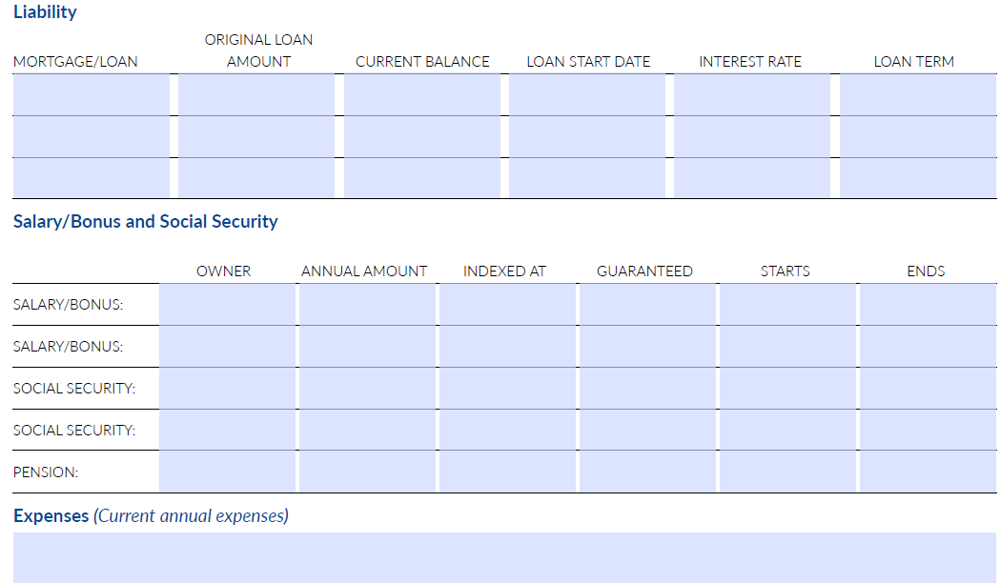 Liability
ORIGINAL LOAN
MORTGAGE/LOAN AMOUNT CURRENT BALANCE LOAN START DATE INTEREST RATE LOAN TERM
Salary/Bonus and Social Security
OWNER ANNUAL AMOUNT INDEXED AT GUARANTEED STARTS ENDS
SALARY/BONUS:
SALARY/BONUS:
SOCIAL SECURITY:
SOCIAL SECURITY:
PENSION:
Expenses (Current annual expenses)